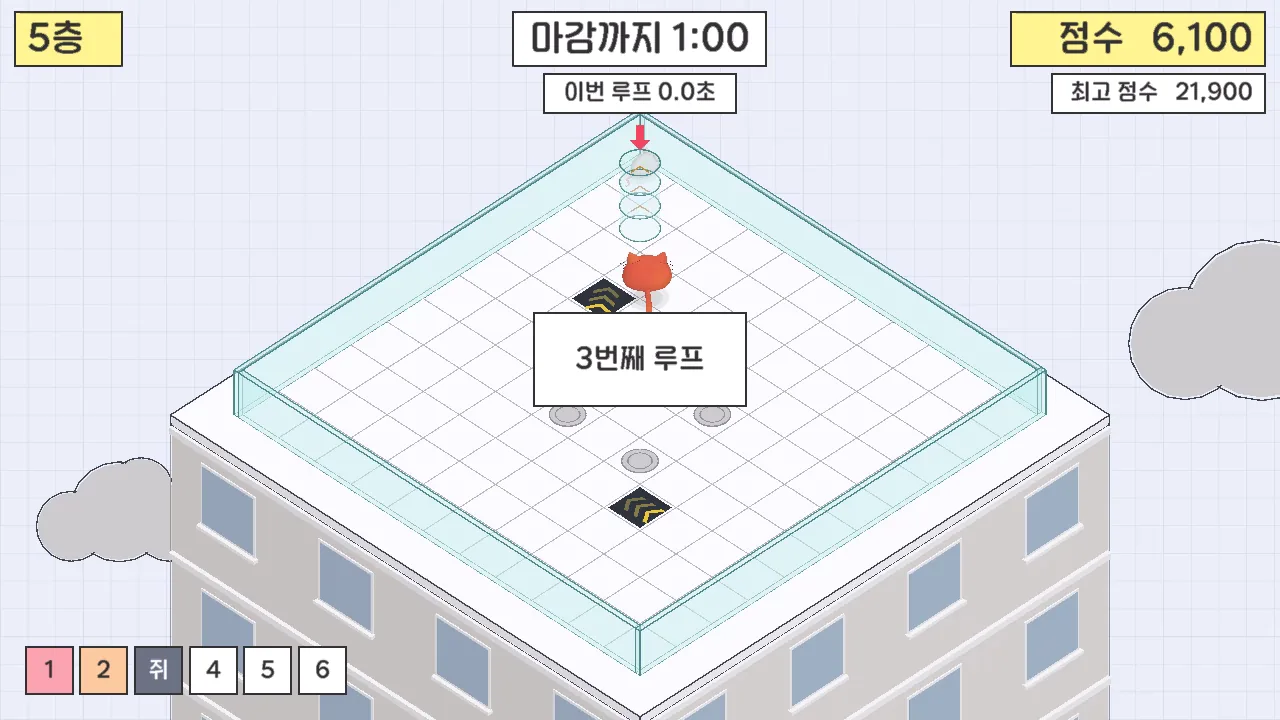 5층
마감까지 1:00
점수 6,100
이번 루프 0.0초
최고 점수 21,900
3번째 루프
1 2 쥐 4 5 6